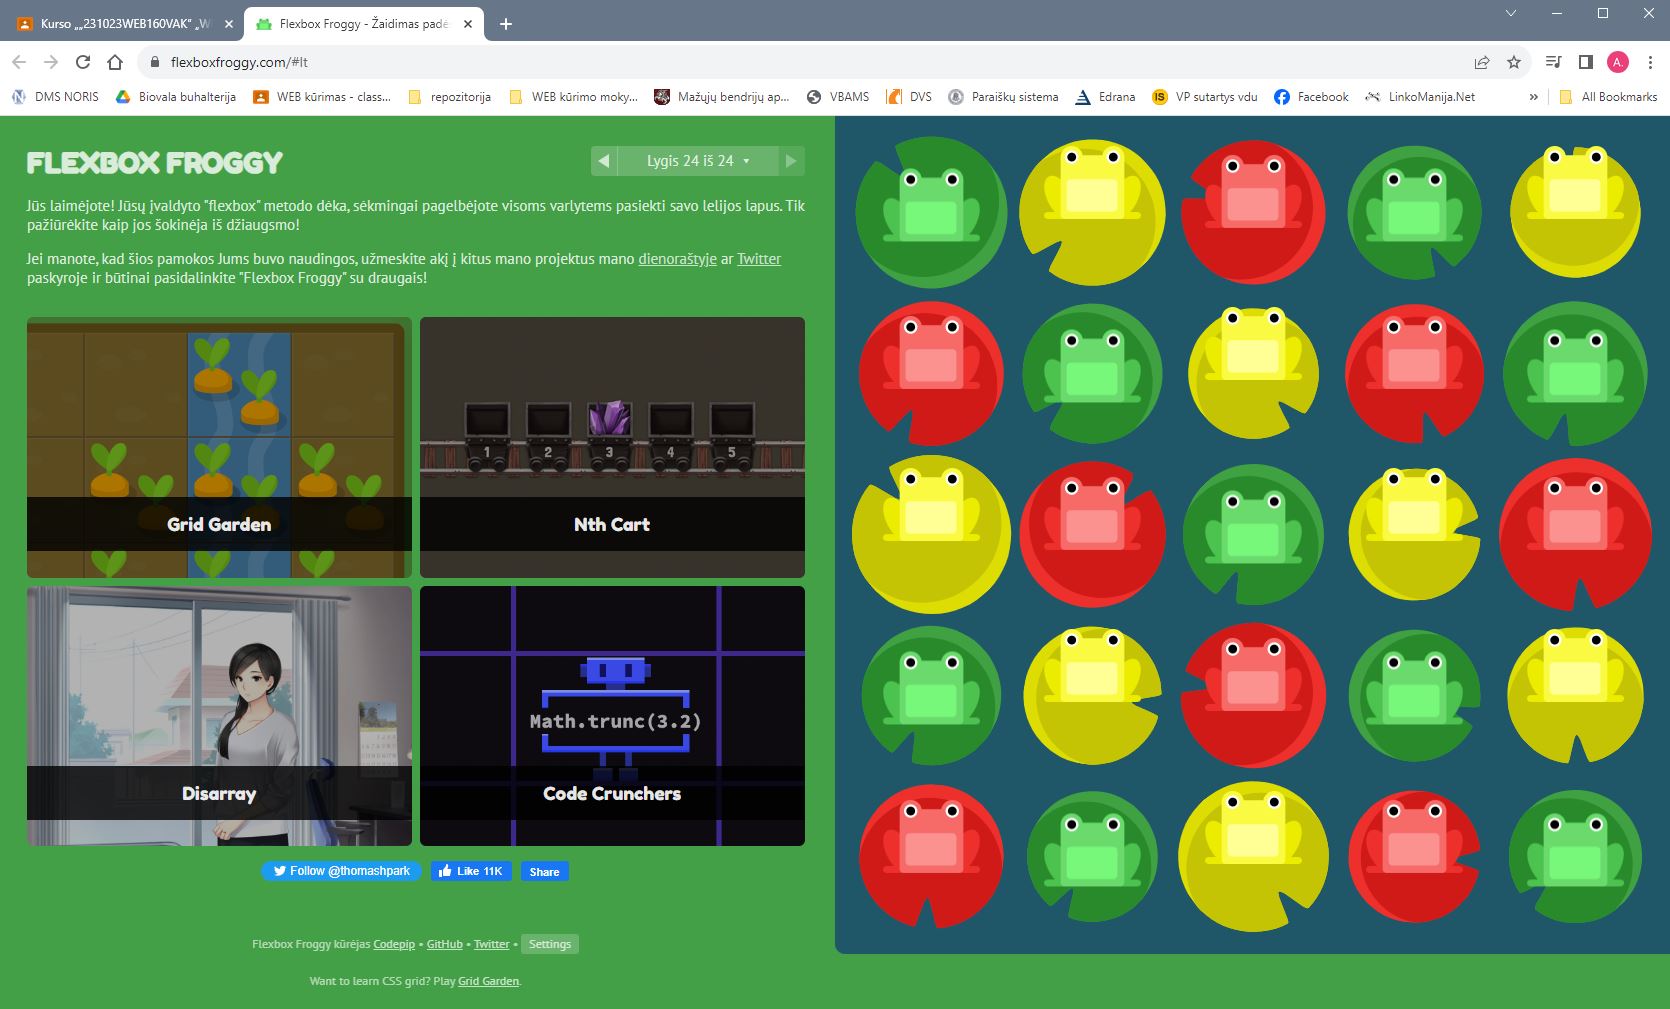 Kurso „„231023WEB160VAK“ „W
Flexbox Froggy - Žaidimas padė
flexboxfroggy.com/#lt
A.
DMS NORIS
Biovala buhalterija
WEB kūrimas - class...
repozitorija
WEB kūrimo moky...
Mažųjų bendrijų ap...
VBAMS
DVS
Paraiškų sistema
Edrana
IS
VP sutartys vdu
Facebook
LinkoManija.Net
»
All Bookmarks
FLEXBOX FROGGY
Lygis 24 iš 24
Jūs laimėjote! Jūsų įvaldyto "flexbox" metodo dėka, sėkmingai pagelbėjote visoms varlytems pasiekti savo lelijos lapus. Tik
pažiūrėkite kaip jos šokinėja iš džiaugsmo!
Jei manote, kad šios pamokos Jums buvo naudingos, užmeskite akį į kitus mano projektus mano dienoraštyje ar Twitter
paskyroje ir būtinai pasidalinkite "Flexbox Froggy" su draugais!
1 2 3 4 5
Grid Garden
Nth Cart
Math.trunc(3.2)
Disarray
Code Crunchers
Follow @thomashpark
Like 11K
Share
Flexbox Froggy kūrėjas Codepip • GitHub • Twitter • Settings
Want to learn CSS grid? Play Grid Garden.